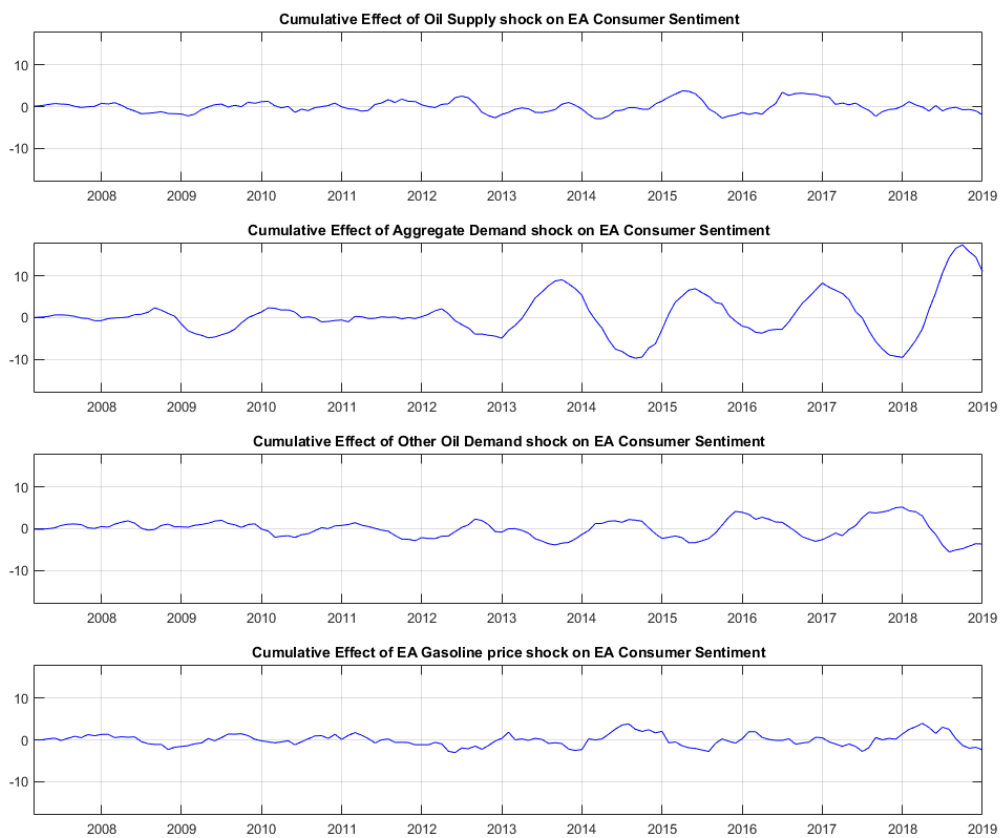 Cumulative Effect of Oil Supply shock on EA Consumer Sentiment
10
0
-10
2008 2009 2010 2011 2012 2013 2014 2015 2016 2017 2018 2019
Cumulative Effect of Aggregate Demand shock on EA Consumer Sentiment
10
0
-10
2008 2009 2010 2011 2012 2013 2014 2015 2016 2017 2018 2019
Cumulative Effect of Other Oil Demand shock on EA Consumer Sentiment
10
0
-10
2008 2009 2010 2011 2012 2013 2014 2015 2016 2017 2018 2019
Cumulative Effect of EA Gasoline price shock on EA Consumer Sentiment
10
0
-10
2008 2009 2010 2011 2012 2013 2014 2015 2016 2017 2018 2019